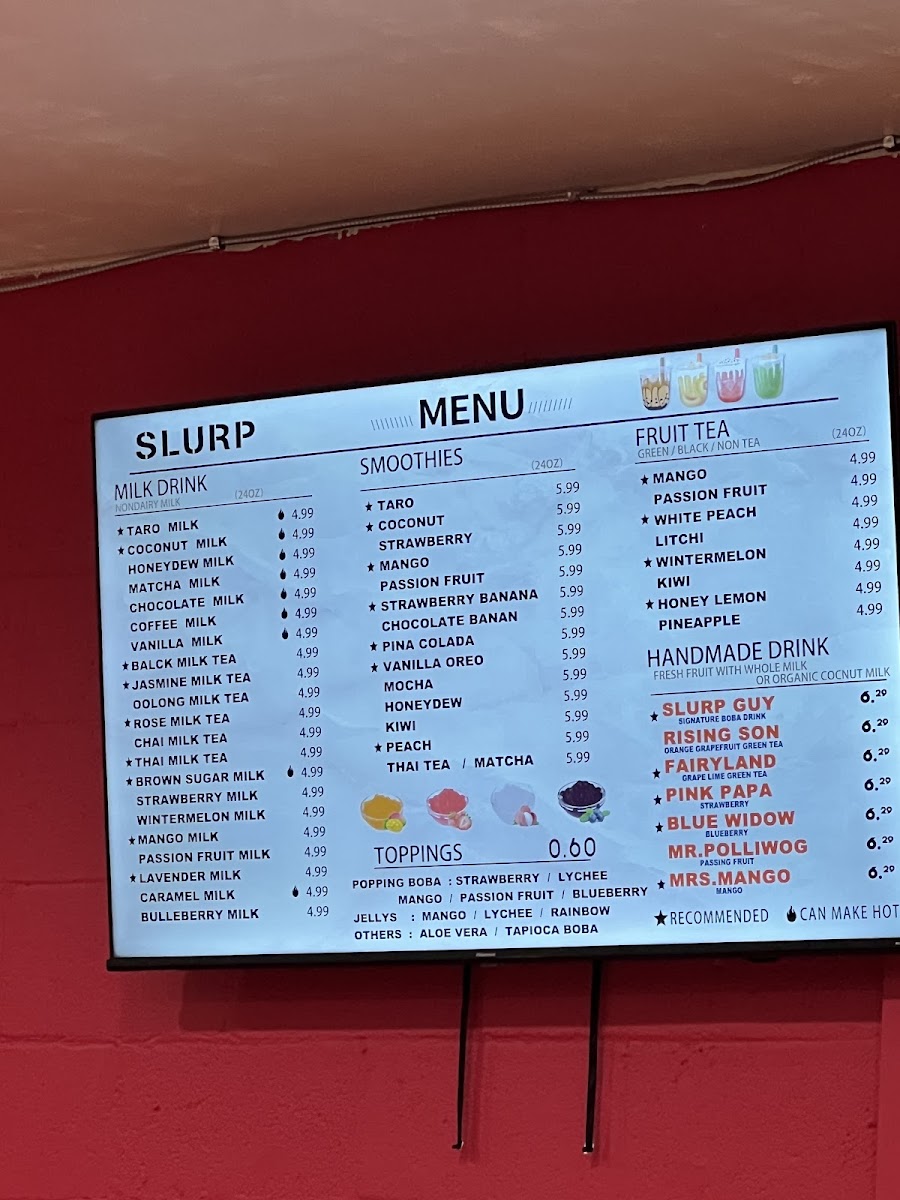 SLURP
MENU
MILK DRINK (24OZ)
NONDAIRY MILK
★ TARO MILK 4.99
★ COCONUT MILK 4.99
HONEYDEW MILK 4.99
MATCHA MILK 4.99
CHOCOLATE MILK 4.99
COFFEE MILK 4.99
VANILLA MILK 4.99
★ BALCK MILK TEA 4.99
★ JASMINE MILK TEA 4.99
OOLONG MILK TEA 4.99
★ ROSE MILK TEA 4.99
CHAI MILK TEA 4.99
★ THAI MILK TEA 4.99
★ BROWN SUGAR MILK 4.99
STRAWBERRY MILK 4.99
WINTERMELON MILK 4.99
★ MANGO MILK 4.99
PASSION FRUIT MILK 4.99
★ LAVENDER MILK 4.99
CARAMEL MILK 4.99
BULLEBERRY MILK 4.99
SMOOTHIES (24OZ)
★ TARO 5.99
★ COCONUT 5.99
STRAWBERRY 5.99
★ MANGO 5.99
PASSION FRUIT 5.99
★ STRAWBERRY BANANA 5.99
CHOCOLATE BANAN 5.99
★ PINA COLADA 5.99
★ VANILLA OREO 5.99
MOCHA 5.99
HONEYDEW 5.99
KIWI 5.99
★ PEACH 5.99
THAI TEA / MATCHA 5.99
TOPPINGS 0.60
POPPING BOBA : STRAWBERRY / LYCHEE
MANGO / PASSION FRUIT / BLUEBERRY
JELLYS : MANGO / LYCHEE / RAINBOW
OTHERS : ALOE VERA / TAPIOCA BOBA
FRUIT TEA (24OZ)
GREEN / BLACK / NON TEA
★ MANGO 4.99
PASSION FRUIT 4.99
★ WHITE PEACH 4.99
LITCHI 4.99
★ WINTERMELON 4.99
KIWI 4.99
★ HONEY LEMON 4.99
PINEAPPLE 4.99
HANDMADE DRINK
FRESH FRUIT WITH WHOLE MILK
OR ORGANIC COCNUT MILK
★ SLURP GUY 6.29
SIGNATURE BOBA DRINK
RISING SON 6.29
ORANGE GRAPEFRUIT GREEN TEA
★ FAIRYLAND 6.29
GRAPE LIME GREEN TEA
★ PINK PAPA 6.29
STRAWBERRY
★ BLUE WIDOW 6.29
BLUEBERRY
MR.POLLIWOG 6.29
PASSING FRUIT
★ MRS.MANGO 6.29
MANGO
★ RECOMMENDED CAN MAKE HOT